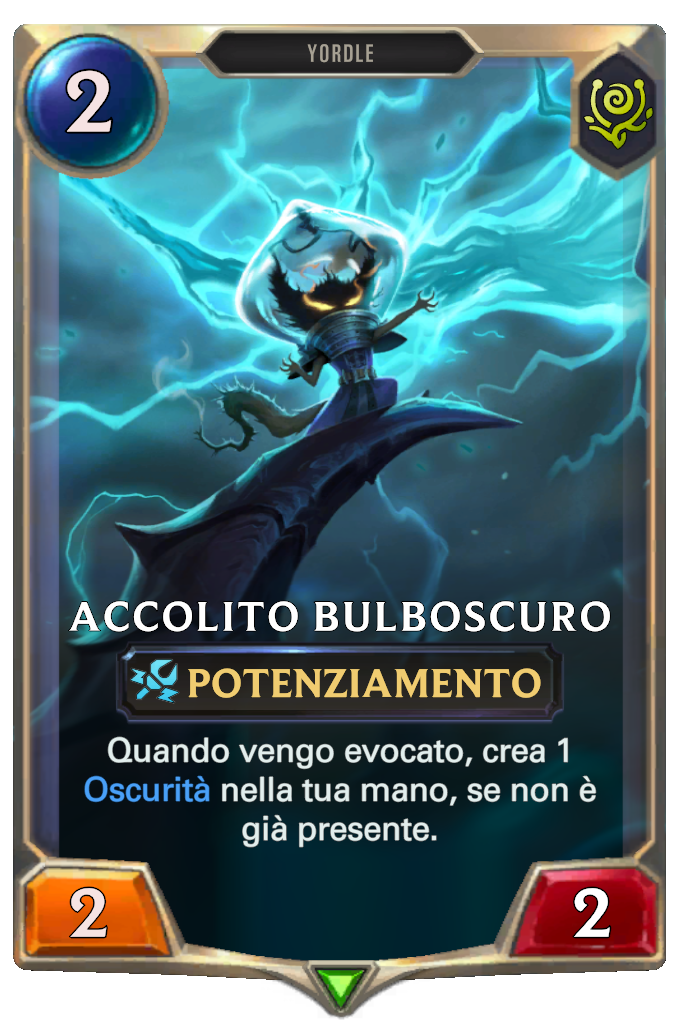 YORDLE
2
ACCOLITO BULBOSCURO
POTENZIAMENTO
Quando vengo evocato, crea 1
Oscurità nella tua mano, se non è
già presente.
2
2